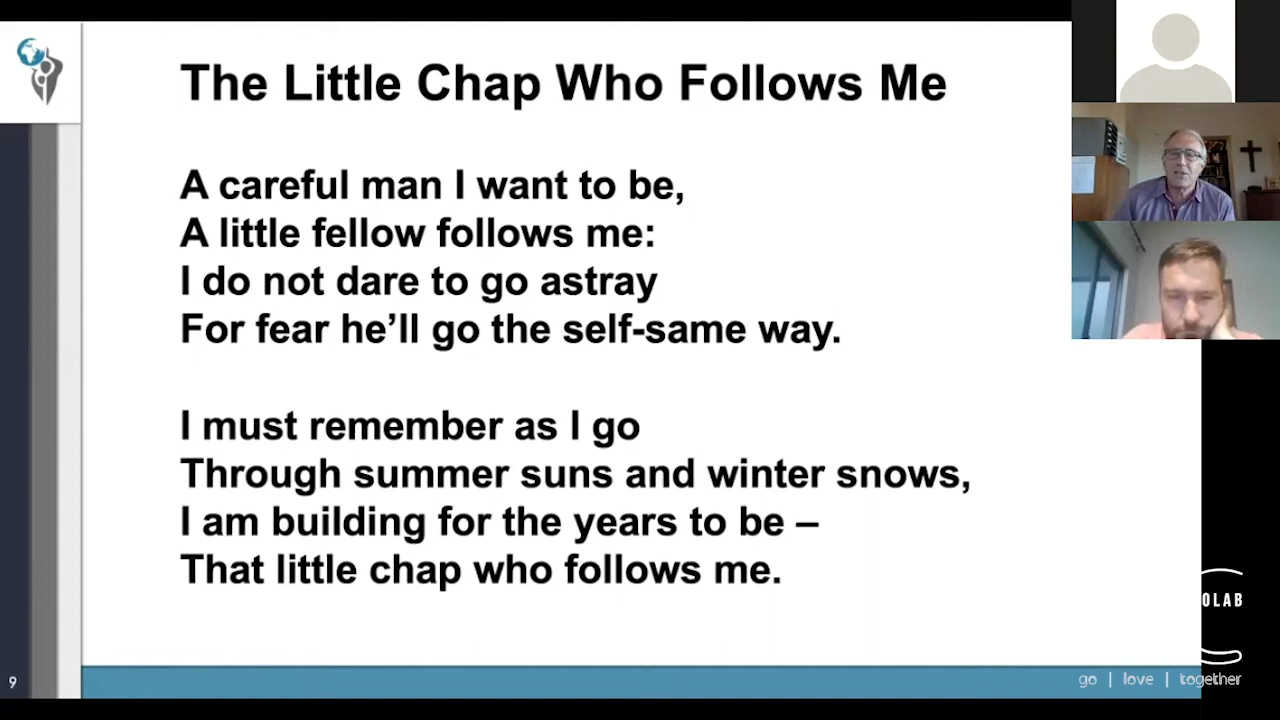 The Little Chap Who Follows Me
A careful man I want to be,
A little fellow follows me:
I do not dare to go astray
For fear he’ll go the self-same way.
I must remember as I go
Through summer suns and winter snows,
I am building for the years to be –
That little chap who follows me.
OLAB
9
go | love | together